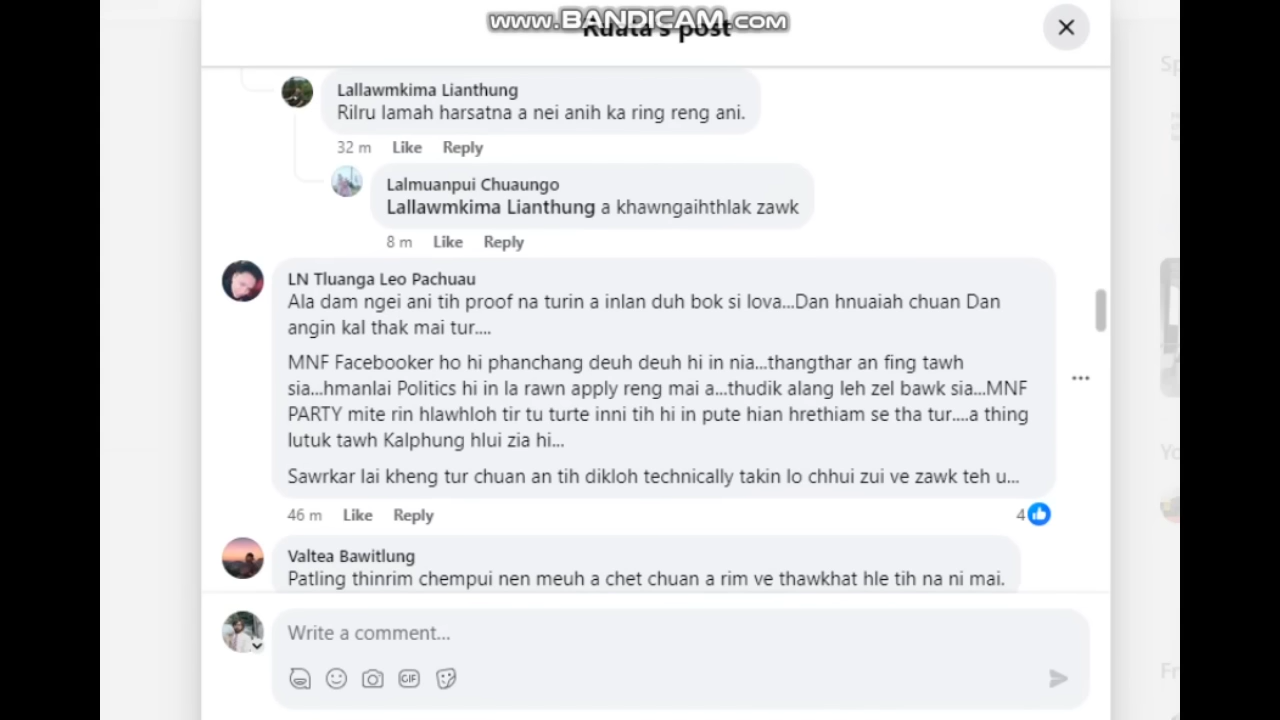 www.BANDICAM.com
Ruata's post
Lallawmkima Lianthung
Rilru lamah harsatna a nei anih ka ring reng ani.
32 m Like Reply
Lalmuanpui Chuaungo
Lallawmkima Lianthung a khawngaihthlak zawk
8 m Like Reply
LN Tluanga Leo Pachuau
Ala dam ngei ani tih proof na turin a inlan duh bok si lova...Dan hnuaiah chuan Dan
angin kal thak mai tur....
MNF Facebooker ho hi phanchang deuh deuh hi in nia...thangthar an fing tawh
sia...hmanlai Politics hi in la rawn apply reng mai a...thudik alang leh zel bawk sia...MNF
PARTY mite rin hlawhloh tir tu turte inni tih hi in pute hian hrethiam se tha tur....a thing
lutuk tawh Kalphung hlui zia hi...
Sawrkar lai kheng tur chuan an tih dikloh technically takin lo chhui zui ve zawk teh u...
46 m Like Reply
4
Valtea Bawitlung
Patling thinrim chempui nen meuh a chet chuan a rim ve thawkhat hle tih na ni mai.
Write a comment...
GIF
Sp
Yo
Fr